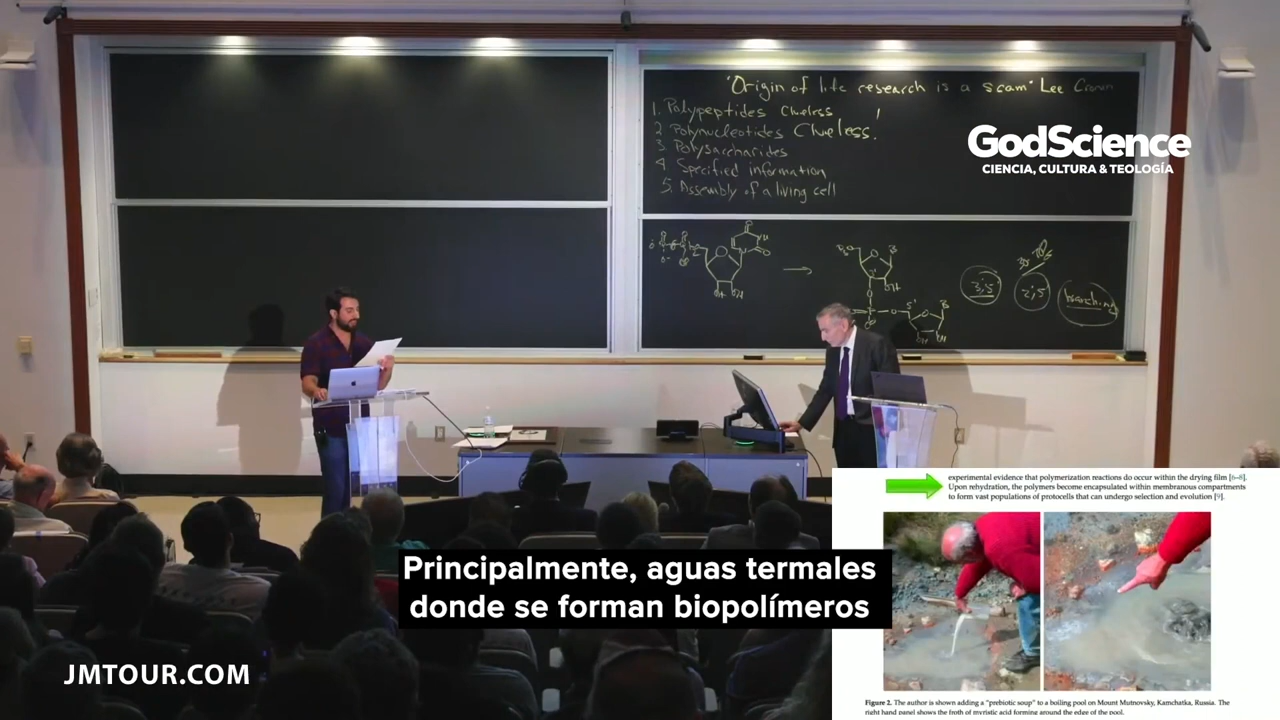 "Origin of life research is a scam" Lee Cronin
1. Polypeptides Clueless
2 Polynucleotides Clueless.
3 Polysaccharides
4 Specified information
5. Assembly of a living cell
GodScience
CIENCIA, CULTURA & TEOLOGÍA
3',5'
2',5'
branching
experimental evidence that polymerization reactions do occur within the drying film [6–8].
Upon rehydration, the polymers become encapsulated within membranous compartments
to form vast populations of protocells that can undergo selection and evolution [9].
Principalmente, aguas termales
donde se forman biopolímeros
JMTOUR.COM
Figure 2. The author is shown adding a "prebiotic soup" to a boiling pool on Mount Mutnovsky, Kamchatka, Russia. The
right hand panel shows the froth of myristic acid forming around the edge of the pool.